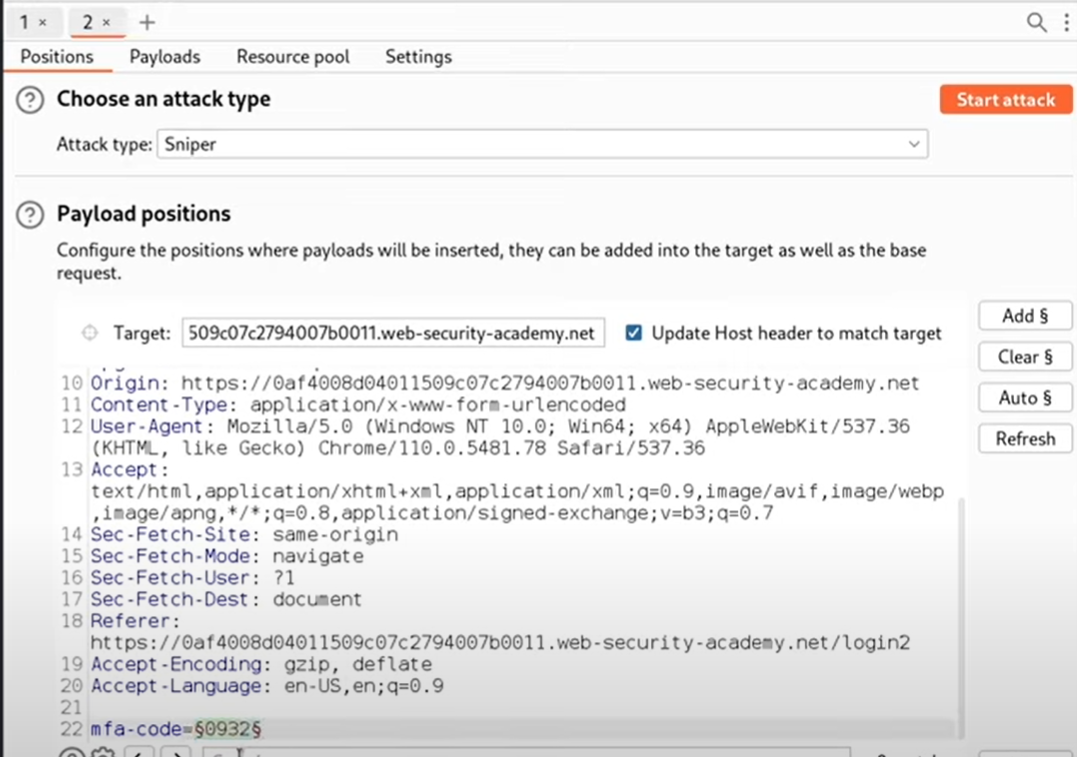 1 × 2 × +
Positions Payloads Resource pool Settings
? Choose an attack type
Start attack
Attack type: Sniper
? Payload positions
Configure the positions where payloads will be inserted, they can be added into the target as well as the base
request.
Target: 509c07c2794007b0011.web-security-academy.net Update Host header to match target
Add §
Clear §
Auto §
Refresh
10 Origin: https://0af4008d04011509c07c2794007b0011.web-security-academy.net
11 Content-Type: application/x-www-form-urlencoded
12 User-Agent: Mozilla/5.0 (Windows NT 10.0; Win64; x64) AppleWebKit/537.36
(KHTML, like Gecko) Chrome/110.0.5481.78 Safari/537.36
13 Accept:
text/html,application/xhtml+xml,application/xml;q=0.9,image/avif,image/webp
,image/apng,*/*;q=0.8,application/signed-exchange;v=b3;q=0.7
14 Sec-Fetch-Site: same-origin
15 Sec-Fetch-Mode: navigate
16 Sec-Fetch-User: ?1
17 Sec-Fetch-Dest: document
18 Referer:
https://0af4008d04011509c07c2794007b0011.web-security-academy.net/login2
19 Accept-Encoding: gzip, deflate
20 Accept-Language: en-US,en;q=0.9
21
22 mfa-code=§0932§